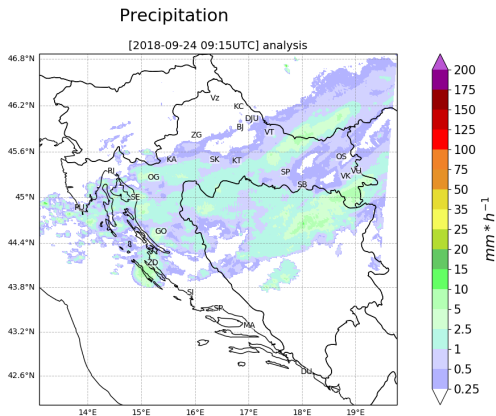 Precipitation
[2018-09-24 09:15UTC] analysis
46.8°N
46.2°N
45.6°N
45°N
44.4°N
43.8°N
43.2°N
42.6°N
14°E
15°E
16°E
17°E
18°E
19°E
Vz
KC
DJU
BJ
VT
ZG
KA
SK
KT
OS
RI
OG
SP
SB
VK
VU
PU
SE
GO
ZD
SI
SP
MA
DU
200
175
150
125
100
75
50
35
25
20
15
10
5
2.5
1
0.5
0.25
mm * h⁻¹